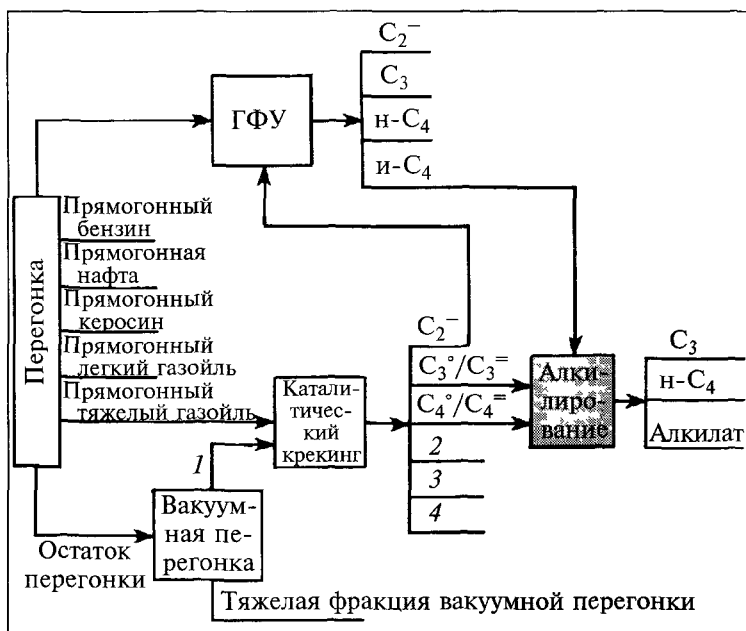 C₂⁻
C₃
н-C₄
и-C₄
ГФУ
Перегонка
Прямогонный
бензин
Прямогонная
нафта
Прямогонный
керосин
Прямогонный
легкий газойль
Прямогонный
тяжелый газойль
Катали-
тичес-
кий
крекинг
C₂⁻
C₃°/C₃⁼
C₄°/C₄⁼
2
3
4
Алки-
лиро-
вание
C₃
н-C₄
Алкилат
1
Вакуум-
ная пе-
регонка
Остаток
перегонки
Тяжелая фракция вакуумной перегонки